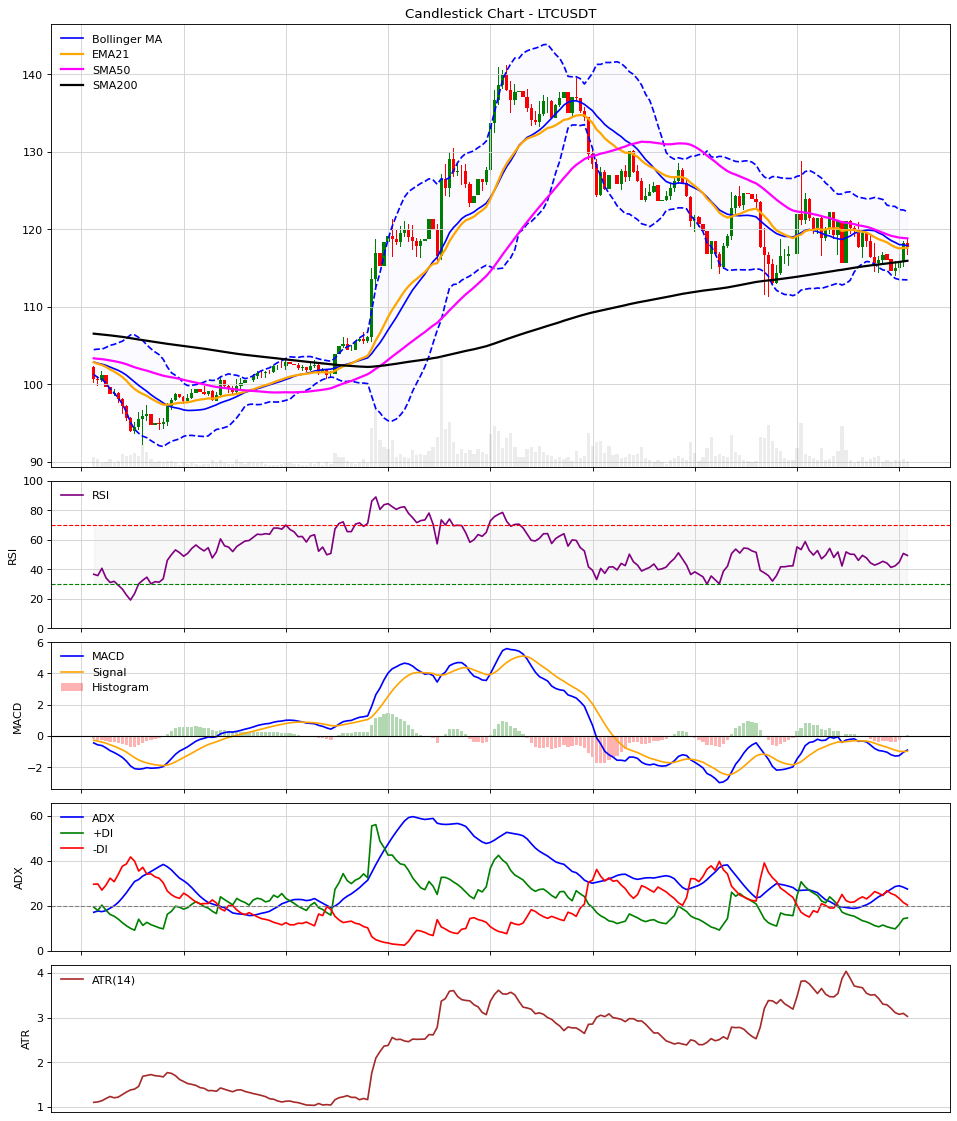 Candlestick Chart - LTCUSDT
Bollinger MA
EMA21
SMA50
SMA200
140
130
120
110
100
90
RSI
RSI
100
80
60
40
20
0
MACD
Signal
Histogram
MACD
6
4
2
0
−2
ADX
+DI
-DI
ADX
60
40
20
0
ATR(14)
ATR
4
3
2
1